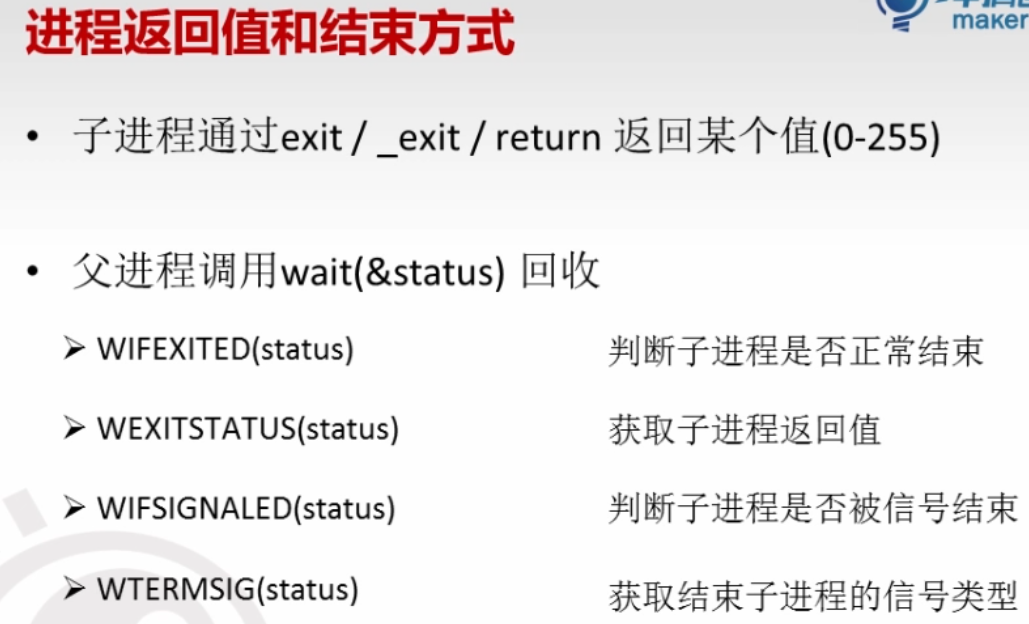 进程返回值和结束方式
maker
• 子进程通过exit / _exit / return 返回某个值(0-255)
• 父进程调用wait(&status) 回收
➢ WIFEXITED(status) 判断子进程是否正常结束
➢ WEXITSTATUS(status) 获取子进程返回值
➢ WIFSIGNALED(status) 判断子进程是否被信号结束
➢ WTERMSIG(status) 获取结束子进程的信号类型